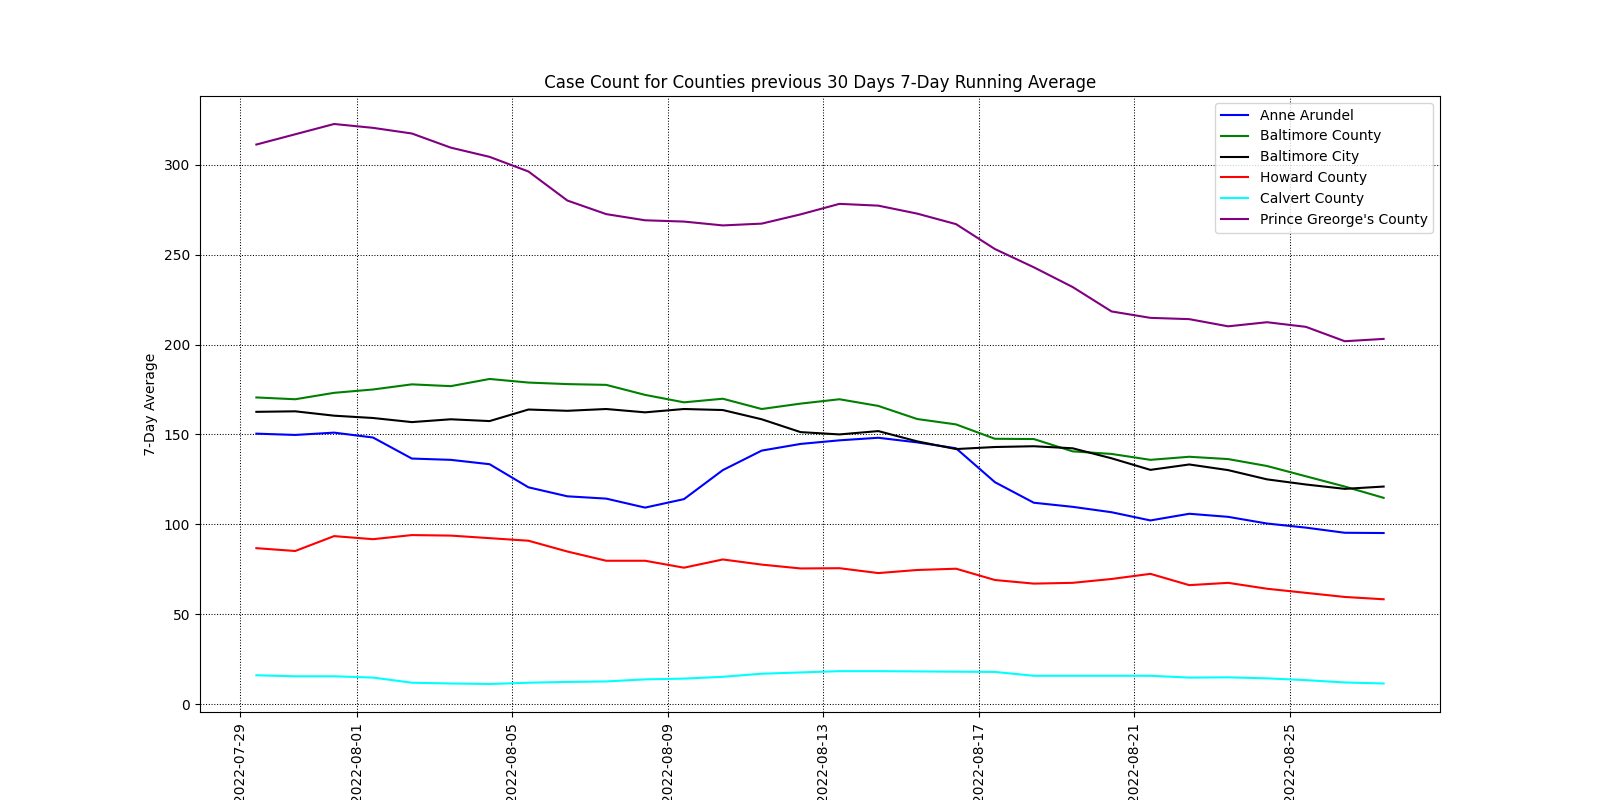 Case Count for Counties previous 30 Days 7-Day Running Average
Anne Arundel
Baltimore County
Baltimore City
Howard County
Calvert County
Prince Greorge's County
7-Day Average
300
250
200
150
100
50
0
2022-07-29
2022-08-01
2022-08-05
2022-08-09
2022-08-13
2022-08-17
2022-08-21
2022-08-25